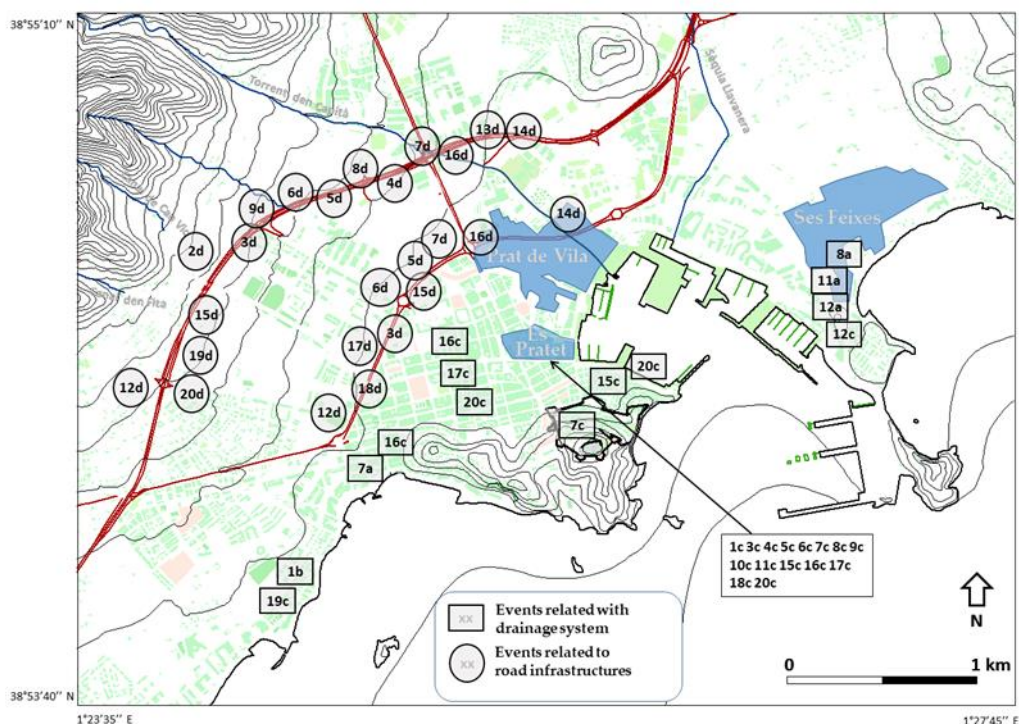 38°55'10'' N
Torrent den Capità
Sèquia Llavanera
7d
13d
14d
16d
8d
4d
6d
5d
9d
3d
2d
14d
Ses Feixes
7d
16d
Prat de Vila
8a
5d
11a
6d
15d
12a
15d
3d
12c
16c
Es
Pratet
17d
19d
20c
17c
15c
12d
20d
18d
20c
12d
7c
16c
7a
1c 3c 4c 5c 6c 7c 8c 9c
10c 11c 15c 16c 17c
18c 20c
1b
19c
N
xx
Events related with
drainage system
xx
Events related to
road infrastructures
0
1 km
38°53'40'' N
1°23'35'' E
1°27'45'' E